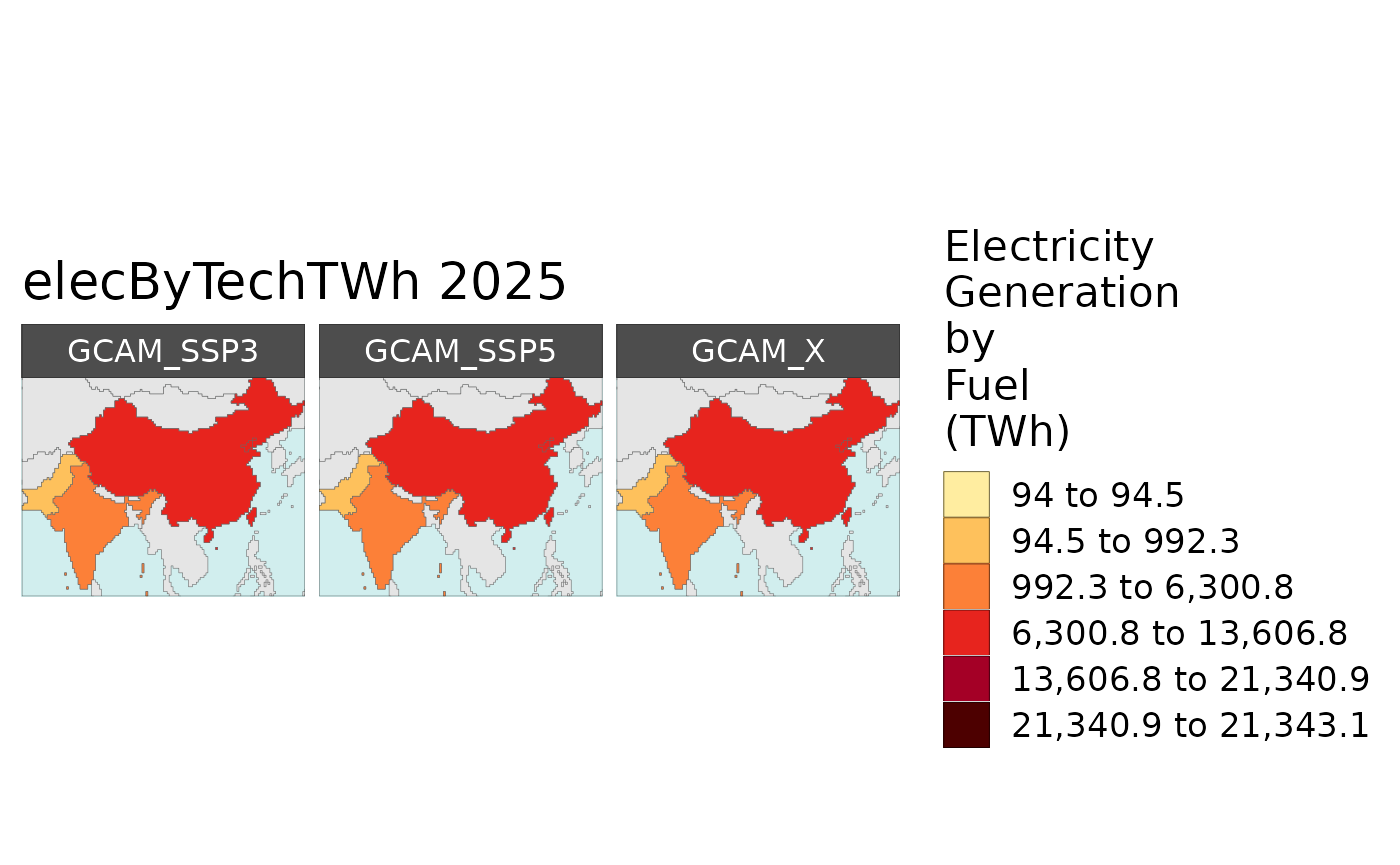 elecByTechTWh 2025
GCAM_SSP3
GCAM_SSP5
GCAM_X
Electricity
Generation
by
Fuel
(TWh)
94 to 94.5
94.5 to 992.3
992.3 to 6,300.8
6,300.8 to 13,606.8
13,606.8 to 21,340.9
21,340.9 to 21,343.1